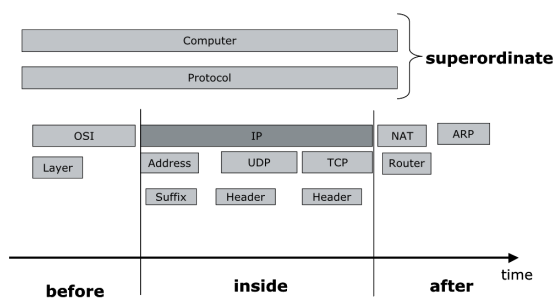 Computer
superordinate
Protocol
OSI IP NAT ARP
Layer Address UDP TCP Router
Suffix Header Header
time
before inside after